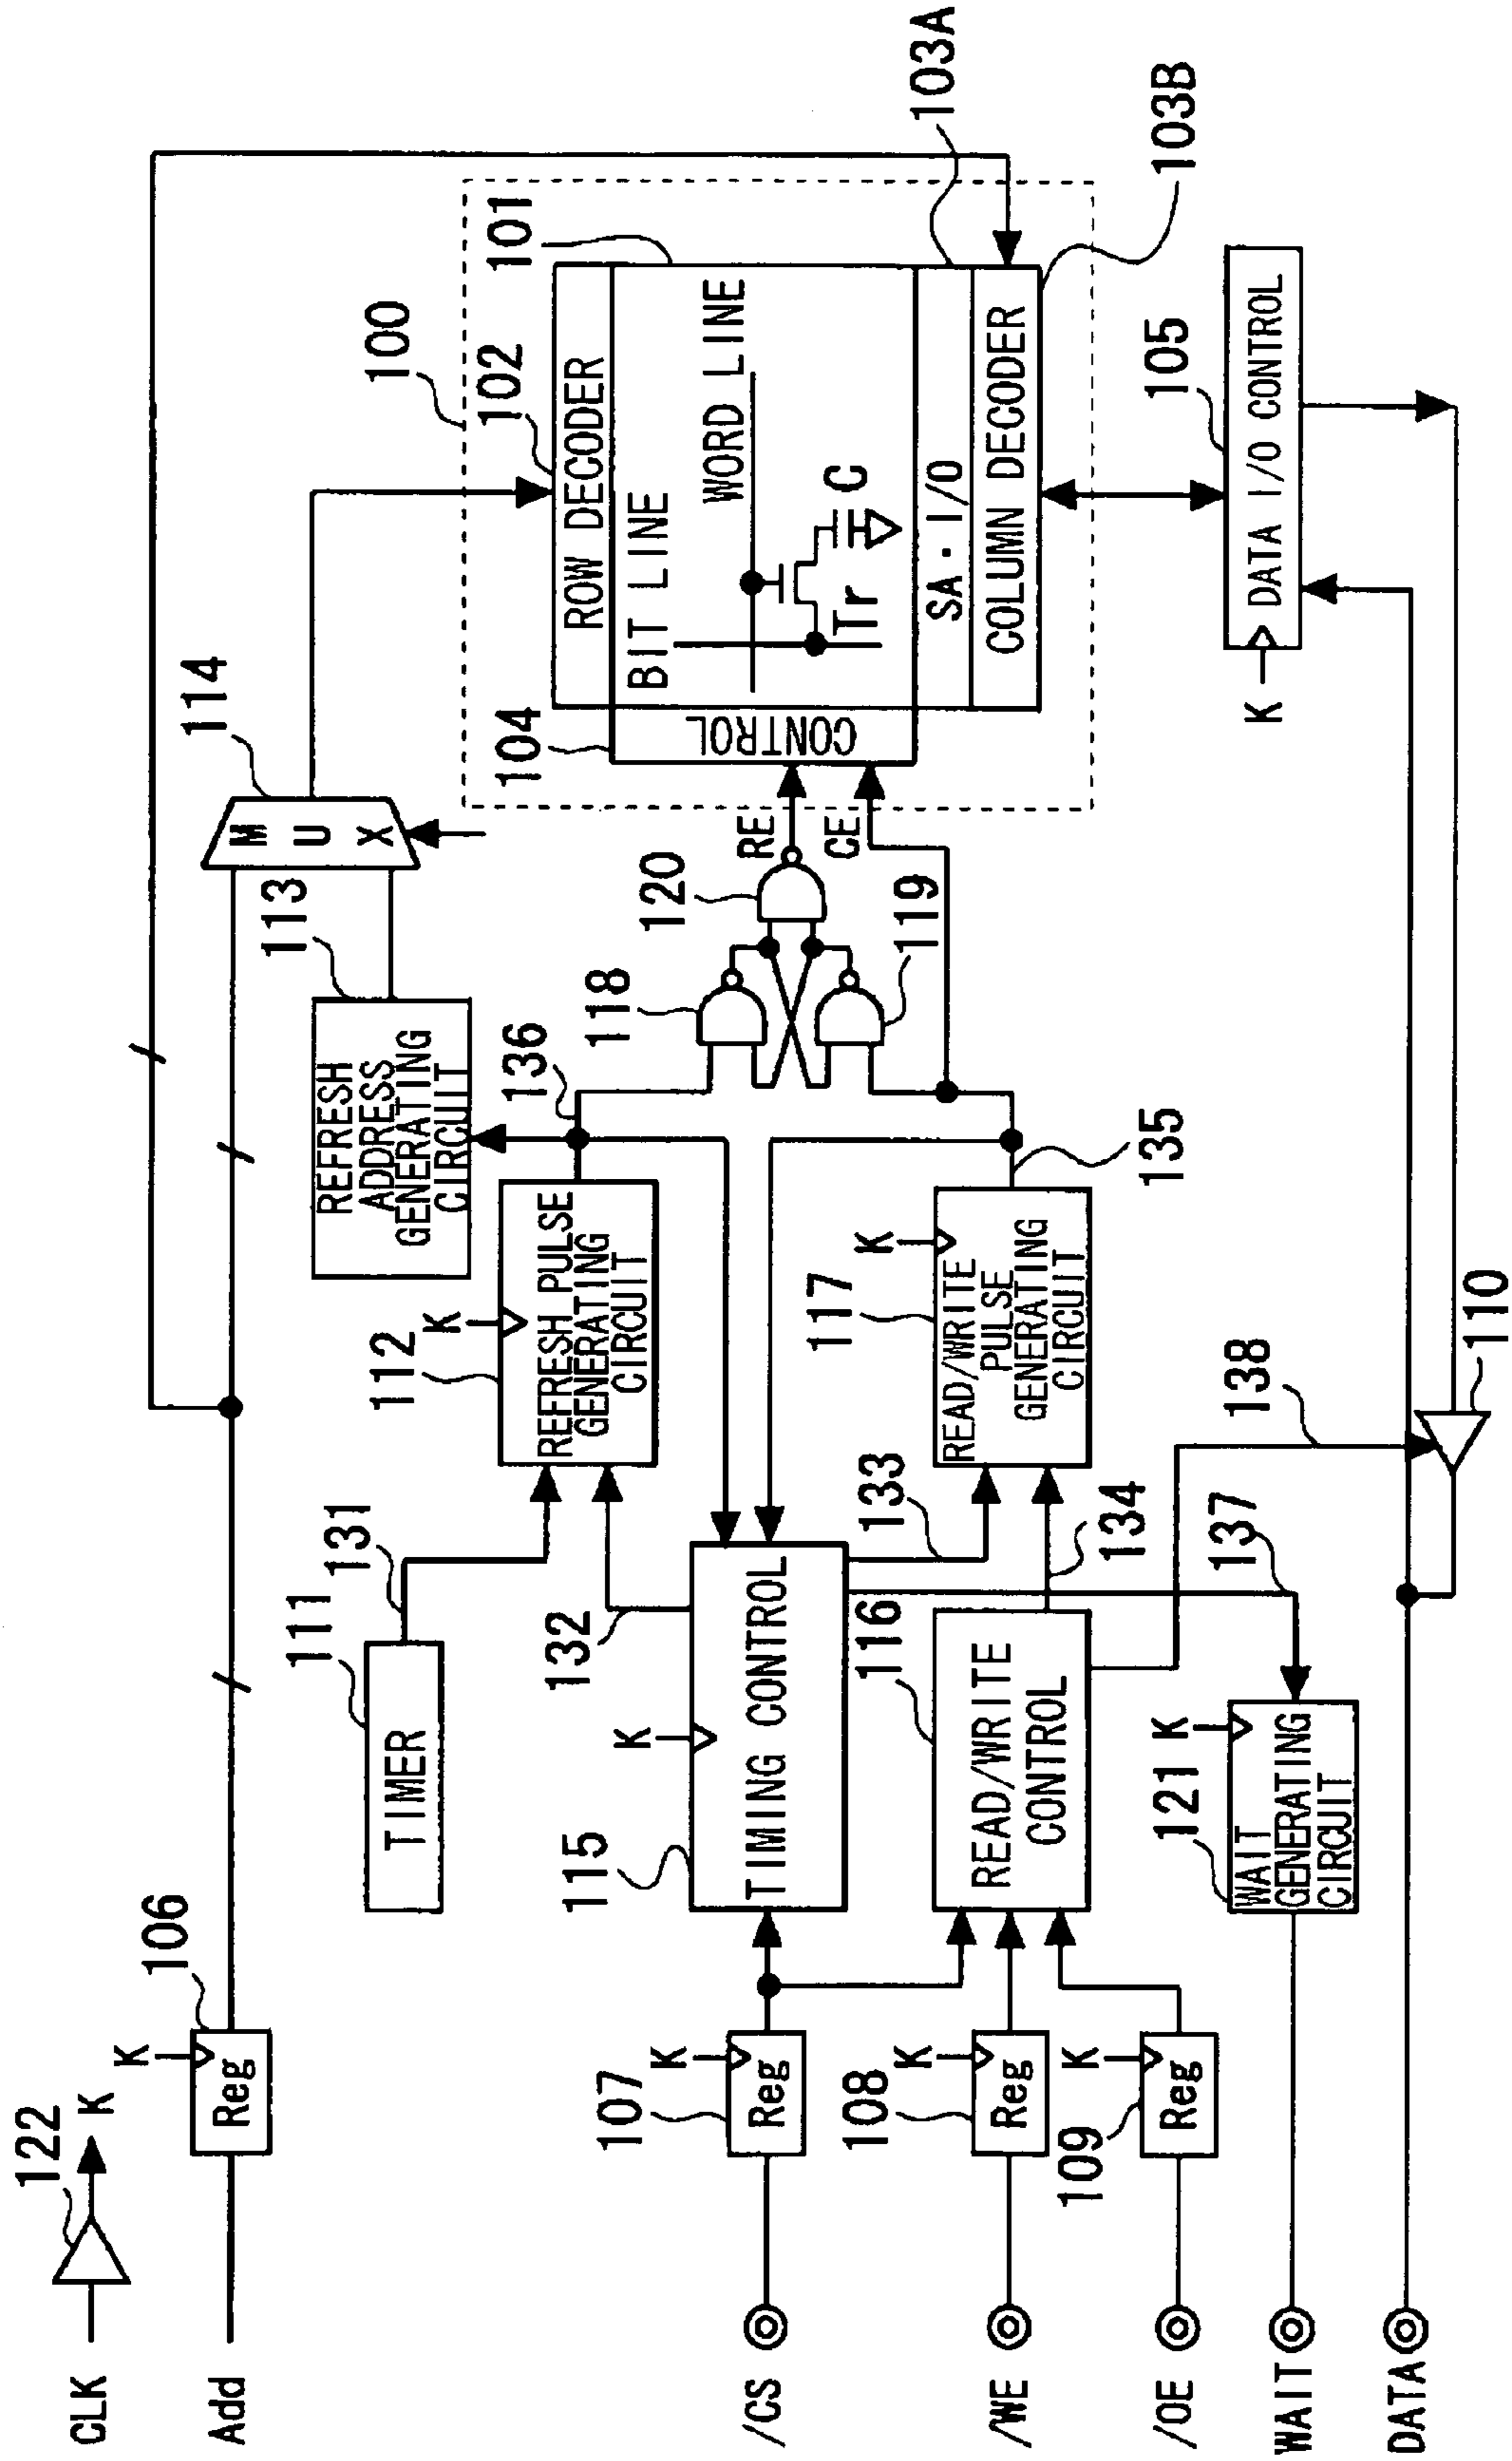 CLK
122
K
Add
K
106
Reg
114
MUX
113
REFRESH
ADDRESS
GENERATING
CIRCUIT
111
TIMER
131
112
K
REFRESH PULSE
GENERATING
CIRCUIT
136
132
100
102
101
ROW DECODER
BIT LINE
WORD LINE
Tr
C
104
CONTROL
SA・I/O
COLUMN DECODER
103A
103B
118
120
119
RE
CE
115
K
TIMING CONTROL
133
117
K
READ/WRITE
PULSE
GENERATING
CIRCUIT
135
/CS
107
K
Reg
116
READ/WRITE
CONTROL
134
138
/WE
108
K
Reg
/OE
109
K
Reg
WAIT
121
K
WAIT
GENERATING
CIRCUIT
137
105
K
DATA I/O CONTROL
DATA
110